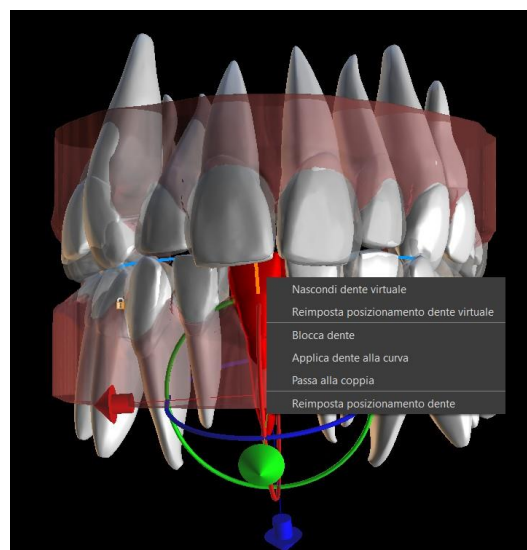 Nascondi dente virtuale
Reimposta posizionamento dente virtuale
Blocca dente
Applica dente alla curva
Passa alla coppia
Reimposta posizionamento dente